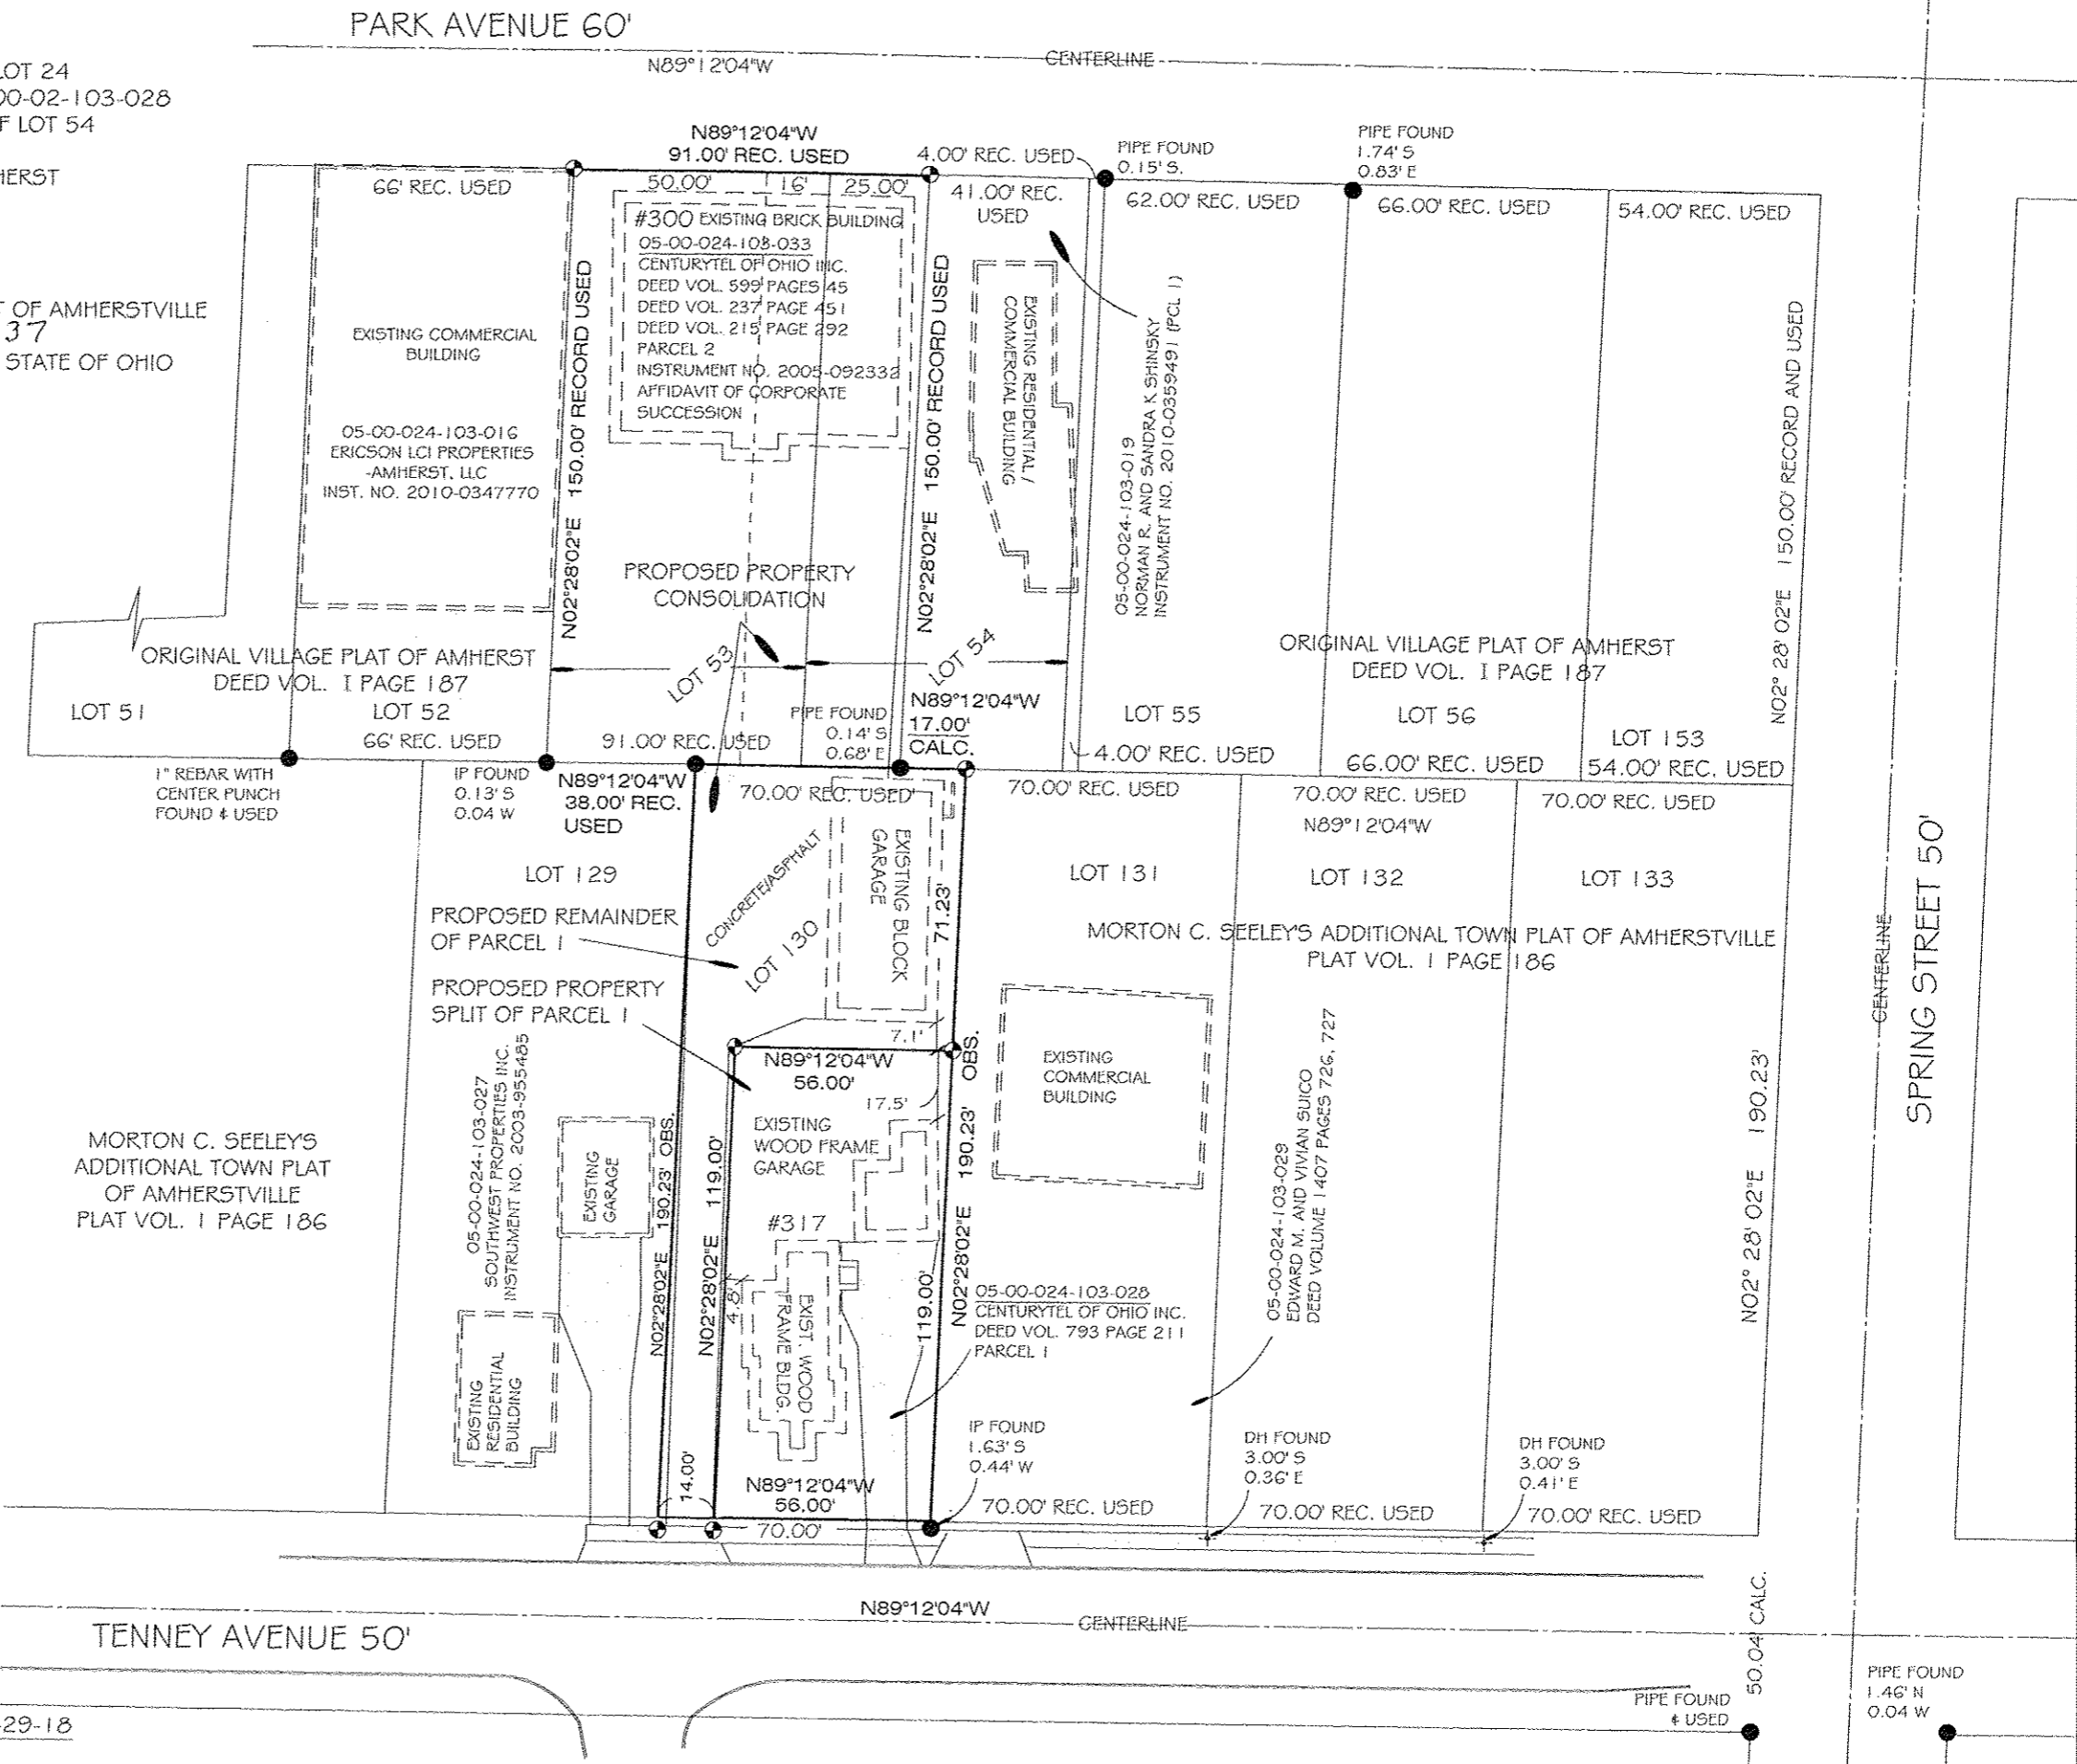 PARK AVENUE 60'
CENTERLINE
N89°12'04"W
LOT 24
00-02-103-028
F LOT 54
HERST
T OF AMHERSTVILLE
37
STATE OF OHIO
N89°12'04"W
91.00' REC. USED
4.00' REC. USED
PIPE FOUND
0.15' S.
PIPE FOUND
1.74' S
0.83' E
66' REC. USED
50.00'
16'
25.00'
41.00' REC.
USED
62.00' REC. USED
66.00' REC. USED
54.00' REC. USED
#300 EXISTING BRICK BUILDING
05-00-024-103-033
CENTURYTEL OF OHIO INC.
DEED VOL. 599 PAGES 45
DEED VOL. 237 PAGE 451
DEED VOL. 215 PAGE 292
PARCEL 2
INSTRUMENT NO. 2005-092332
AFFIDAVIT OF CORPORATE
SUCCESSION
EXISTING COMMERCIAL
BUILDING
05-00-024-103-016
ERICSON LCI PROPERTIES
-AMHERST, LLC
INST. NO. 2010-0347770
N02°28'02"E 150.00' RECORD USED
N02°28'02"E 150.00' RECORD USED
EXISTING RESIDENTIAL /
COMMERCIAL BUILDING
05-00-024-103-019
NORMAN R. AND SANDRA K SHINSKY
INSTRUMENT NO. 2010-0359491 (PCL 1)
N02° 28' 02"E 150.00' RECORD AND USED
PROPOSED PROPERTY
CONSOLIDATION
ORIGINAL VILLAGE PLAT OF AMHERST
DEED VOL. I PAGE 187
LOT 53
LOT 54
ORIGINAL VILLAGE PLAT OF AMHERST
DEED VOL. I PAGE 187
LOT 51
LOT 52
66' REC. USED
91.00' REC. USED
PIPE FOUND
0.14' S
0.68' E
N89°12'04"W
17.00'
CALC.
LOT 55
LOT 56
LOT 153
4.00' REC. USED
66.00' REC. USED
54.00' REC. USED
1" REBAR WITH
CENTER PUNCH
FOUND & USED
IP FOUND
0.13' S
0.04 W
N89°12'04"W
38.00' REC.
USED
70.00' REC. USED
70.00' REC. USED
70.00' REC. USED
N89°12'04"W
70.00' REC. USED
LOT 129
CONCRETE/ASPHALT
LOT 130
EXISTING BLOCK
GARAGE
71.23'
LOT 131
LOT 132
LOT 133
MORTON C. SEELEY'S ADDITIONAL TOWN PLAT OF AMHERSTVILLE
PLAT VOL. 1 PAGE 186
PROPOSED REMAINDER
OF PARCEL 1
PROPOSED PROPERTY
SPLIT OF PARCEL 1
CENTERLINE
SPRING STREET 50'
7.1'
N89°12'04"W
56.00'
17.5'
EXISTING
WOOD FRAME
GARAGE
EXISTING
COMMERCIAL
BUILDING
05-00-024-103-027
SOUTHWEST PROPERTIES INC.
INSTRUMENT NO. 2003-955485
EXISTING
GARAGE
MORTON C. SEELEY'S
ADDITIONAL TOWN PLAT
OF AMHERSTVILLE
PLAT VOL. 1 PAGE 186
N02°28'02"E 190.23' OBS.
N02°28'02"E 119.00'
N02°28'02"E 190.23' OBS.
119.00'
#317
4.8'
EXIST. WOOD
FRAME BLDG.
05-00-024-103-028
CENTURYTEL OF OHIO INC.
DEED VOL. 793 PAGE 211
PARCEL 1
05-00-024-103-029
EDWARD M. AND VIVIAN SUICO
DEED VOLUME 1407 PAGES 726, 727
N02° 28' 02"E 190.23'
EXISTING
RESIDENTIAL
BUILDING
14.00'
N89°12'04"W
56.00'
70.00'
IP FOUND
1.63' S
0.44' W
70.00' REC. USED
DH FOUND
3.00' S
0.36' E
70.00' REC. USED
DH FOUND
3.00' S
0.41' E
70.00' REC. USED
N89°12'04"W
CENTERLINE
TENNEY AVENUE 50'
50.04' CALC.
PIPE FOUND
& USED
PIPE FOUND
1.46' N
0.04 W
-29-18